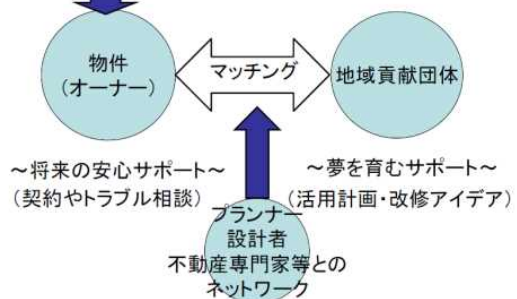 物件
(オーナー)
マッチング
地域貢献団体
～将来の安心サポート～
(契約やトラブル相談)
～夢を育むサポート～
(活用計画・改修アイデア)
プランナー
設計者
不動産専門家等との
ネットワーク